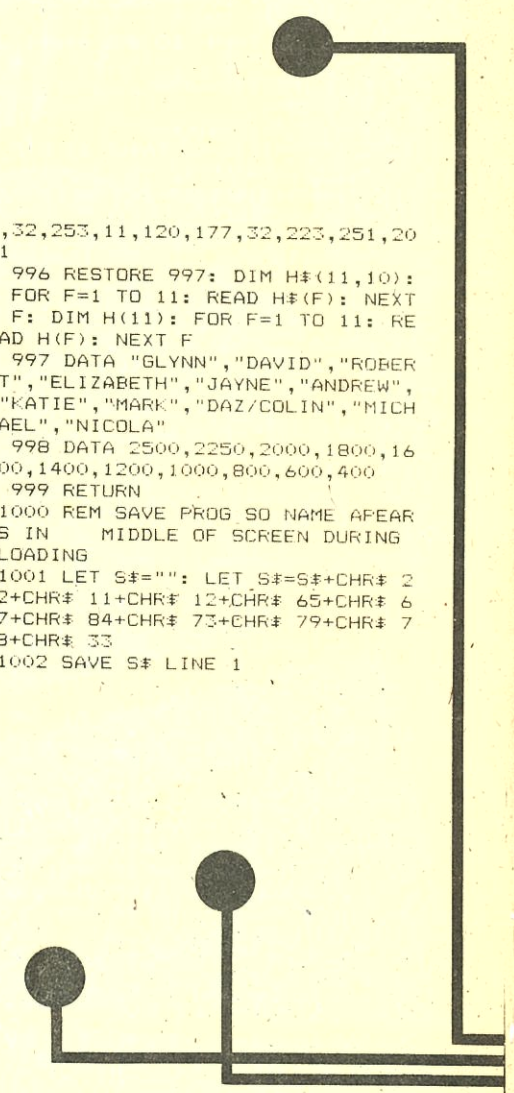 ,32,253,11,120,177,32,223,251,20
1
996 RESTORE 997: DIM H$(11,10):
FOR F=1 TO 11: READ H$(F): NEXT
F: DIM H(11): FOR F=1 TO 11: RE
AD H(F): NEXT F
997 DATA "GLYNN","DAVID","ROBER
T","ELIZABETH","JAYNE","ANDREW",
"KATIE","MARK","DAZ/COLIN","MICH
AEL","NICOLA"
998 DATA 2500,2250,2000,1800,16
00,1400,1200,1000,800,600,400
999 RETURN
1000 REM SAVE PROG SO NAME APEAR
S IN MIDDLE OF SCREEN DURING
LOADING
1001 LET S$="": LET S$=S$+CHR$ 2
2+CHR$ 11+CHR$ 12+CHR$ 65+CHR$ 6
7+CHR$ 84+CHR$ 73+CHR$ 79+CHR$ 7
8+CHR$ 33
1002 SAVE S$ LINE 1